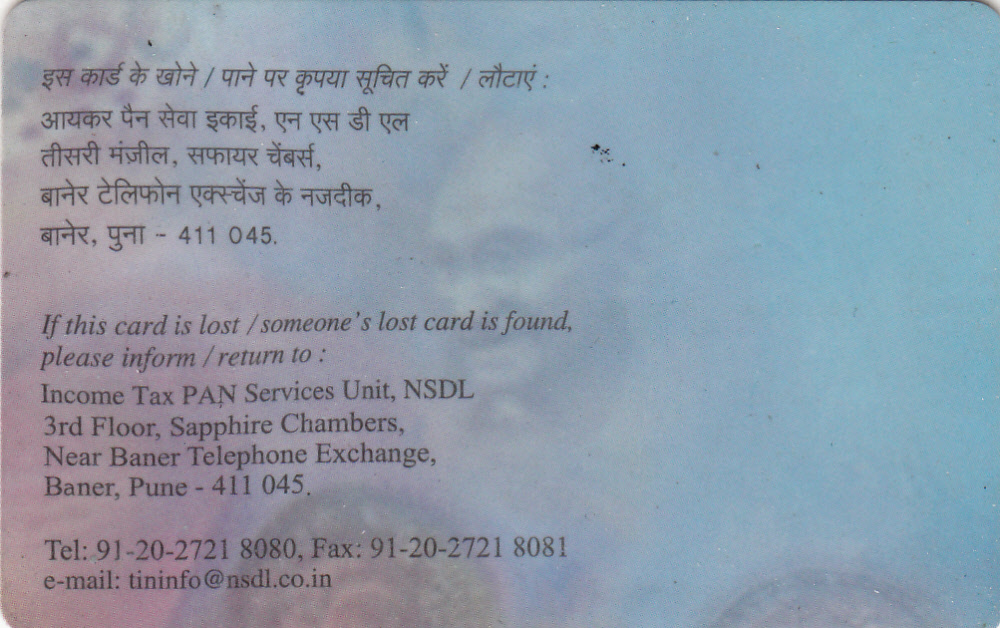 इस कार्ड के खोने / पाने पर कृपया सूचित करें / लौटाएं :
आयकर पैन सेवा इकाई, एन एस डी एल
तीसरी मंज़ील, सफायर चेंबर्स,
बानेर टेलिफोन एक्स्चेंज के नजदीक,
बानेर, पुना - 411 045.
If this card is lost / someone's lost card is found,
please inform / return to :
Income Tax PAN Services Unit, NSDL
3rd Floor, Sapphire Chambers,
Near Baner Telephone Exchange,
Baner, Pune - 411 045.
Tel: 91-20-2721 8080, Fax: 91-20-2721 8081
e-mail: tininfo@nsdl.co.in